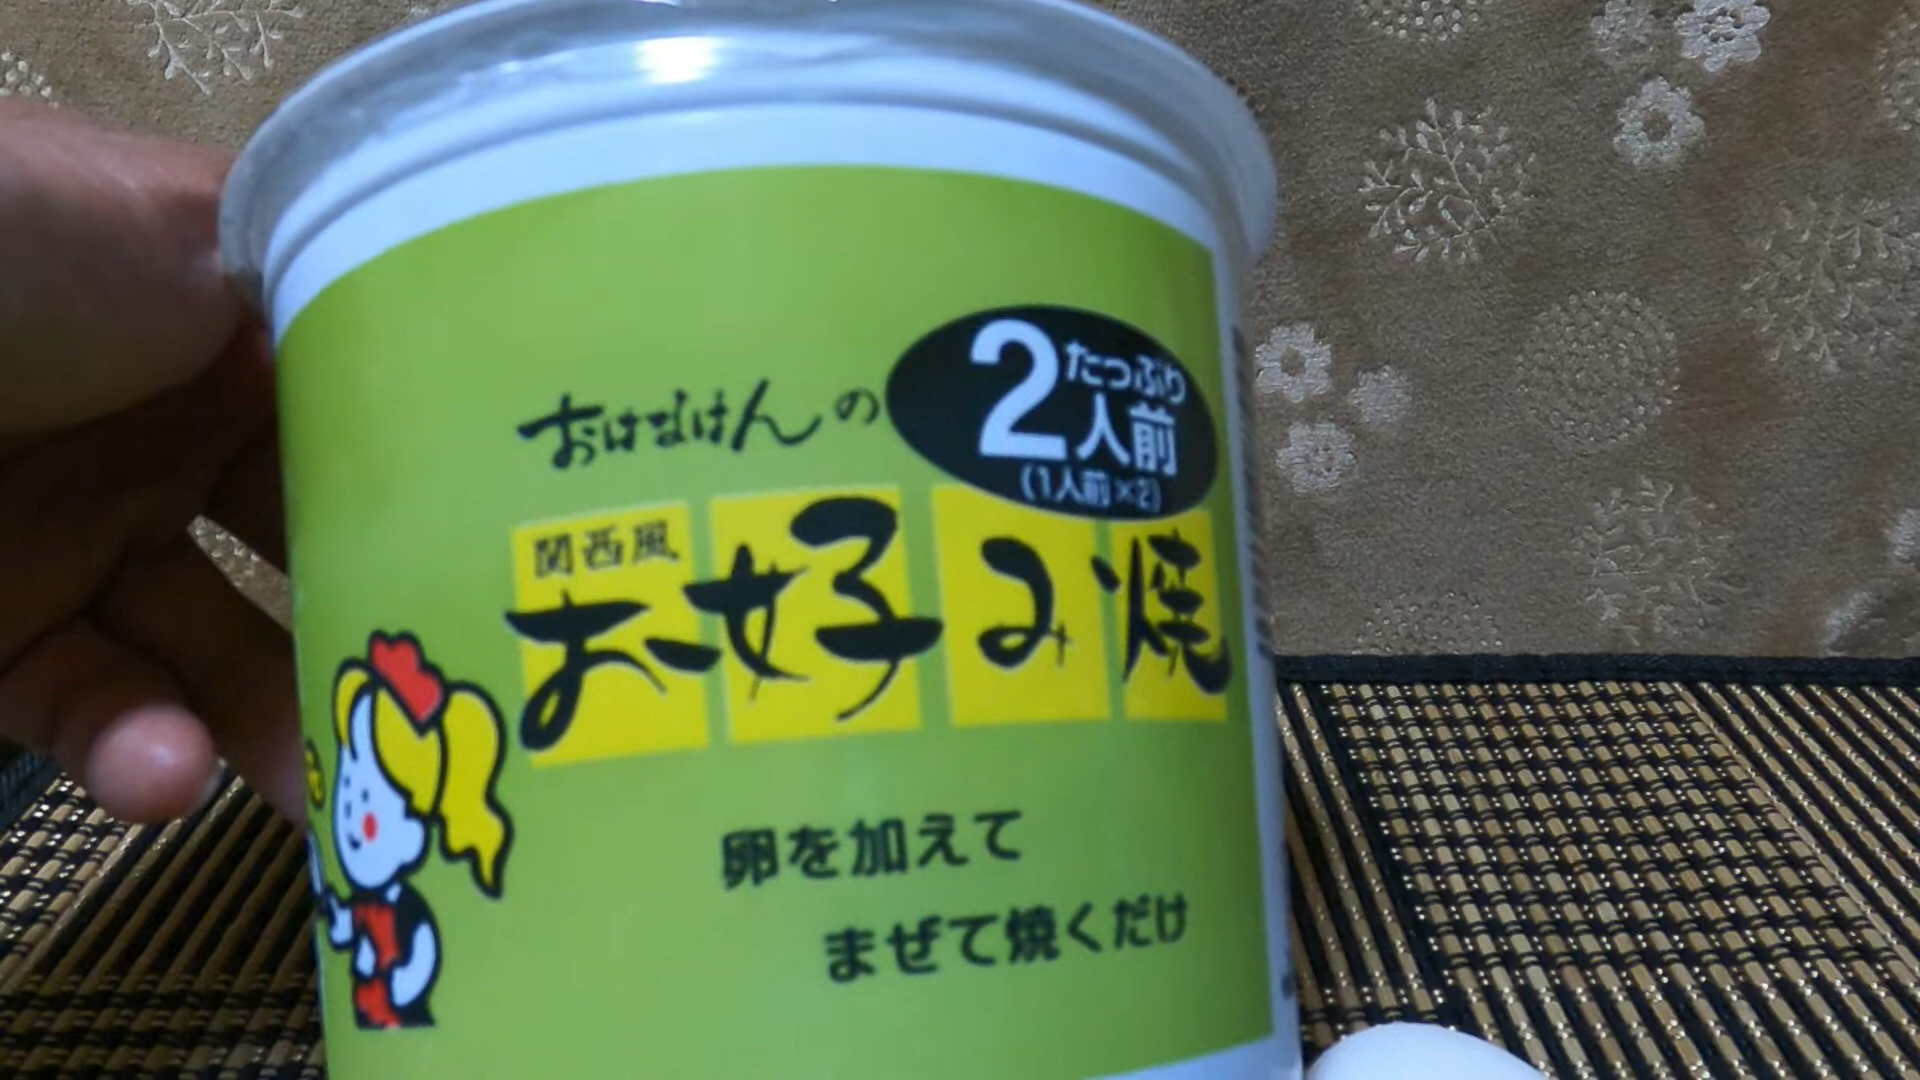 おはなはんの
たっぷり
2人前
(1人前×2)
関西風
お好み焼
卵を加えて
まぜて焼くだけ